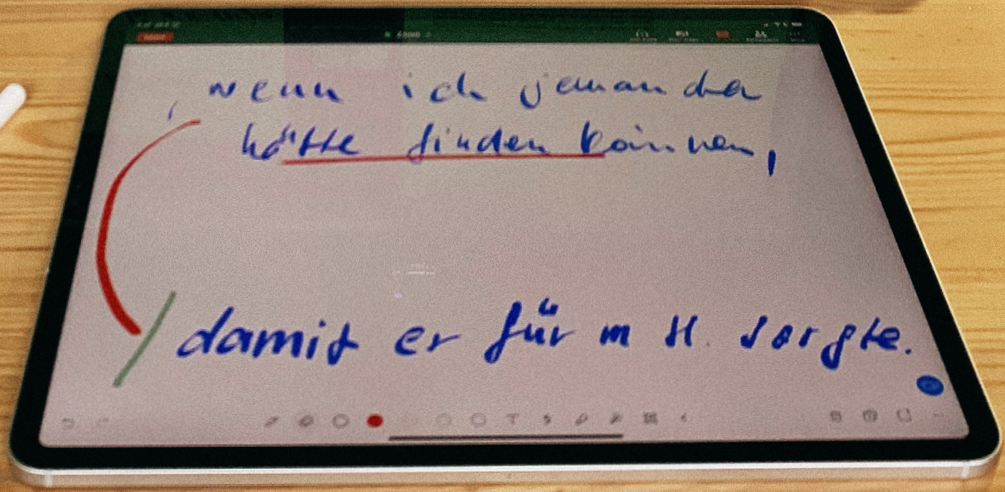 , wenn ich jemanden
hätte finden können,
damit er für m H. sorgte.